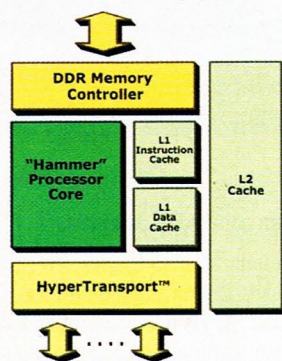 DDR Memory
Controller
"Hammer"
Processor
Core
L1
Instruction
Cache
L1
Data
Cache
L2
Cache
HyperTransport™